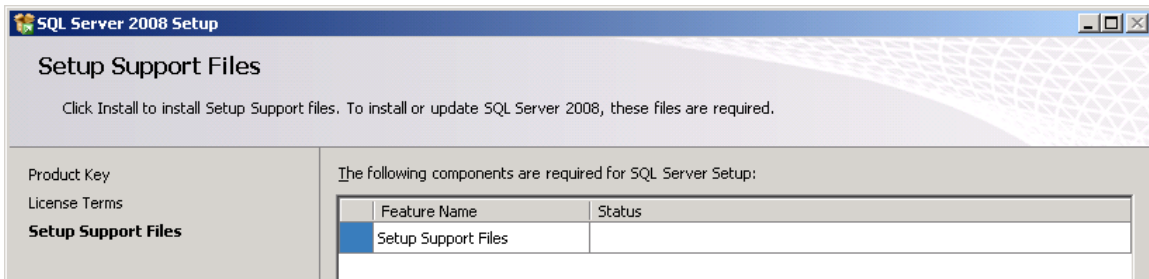 SQL Server 2008 Setup
Setup Support Files
Click Install to install Setup Support files. To install or update SQL Server 2008, these files are required.
Product Key
License Terms
Setup Support Files
The following components are required for SQL Server Setup:
Feature Name Status
Setup Support Files